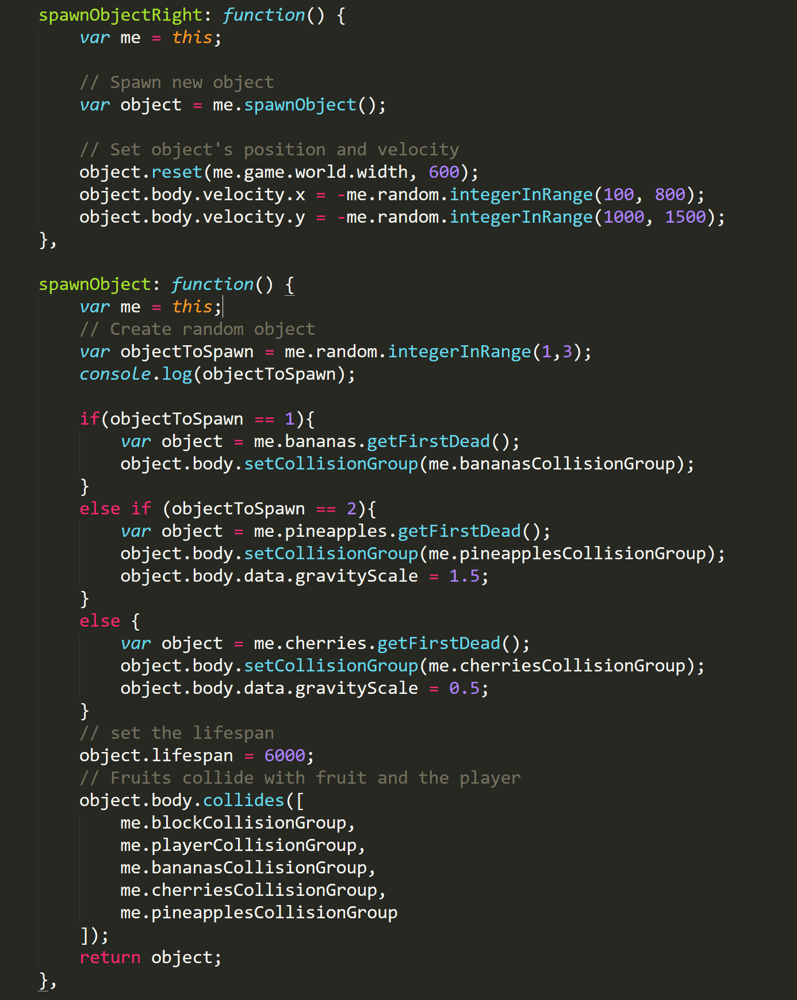 spawnObjectRight: function() {
    var me = this;

    // Spawn new object
    var object = me.spawnObject();

    // Set object's position and velocity
    object.reset(me.game.world.width, 600);
    object.body.velocity.x = -me.random.integerInRange(100, 800);
    object.body.velocity.y = -me.random.integerInRange(1000, 1500);
},

spawnObject: function() {
    var me = this;
    // Create random object
    var objectToSpawn = me.random.integerInRange(1,3);
    console.log(objectToSpawn);

    if(objectToSpawn == 1){
        var object = me.bananas.getFirstDead();
        object.body.setCollisionGroup(me.bananasCollisionGroup);
    }
    else if (objectToSpawn == 2){
        var object = me.pineapples.getFirstDead();
        object.body.setCollisionGroup(me.pineapplesCollisionGroup);
        object.body.data.gravityScale = 1.5;
    }
    else {
        var object = me.cherries.getFirstDead();
        object.body.setCollisionGroup(me.cherriesCollisionGroup);
        object.body.data.gravityScale = 0.5;
    }
    // set the lifespan
    object.lifespan = 6000;
    // Fruits collide with fruit and the player
    object.body.collides([
        me.blockCollisionGroup,
        me.playerCollisionGroup,
        me.bananasCollisionGroup,
        me.cherriesCollisionGroup,
        me.pineapplesCollisionGroup
    ]);
    return object;
},